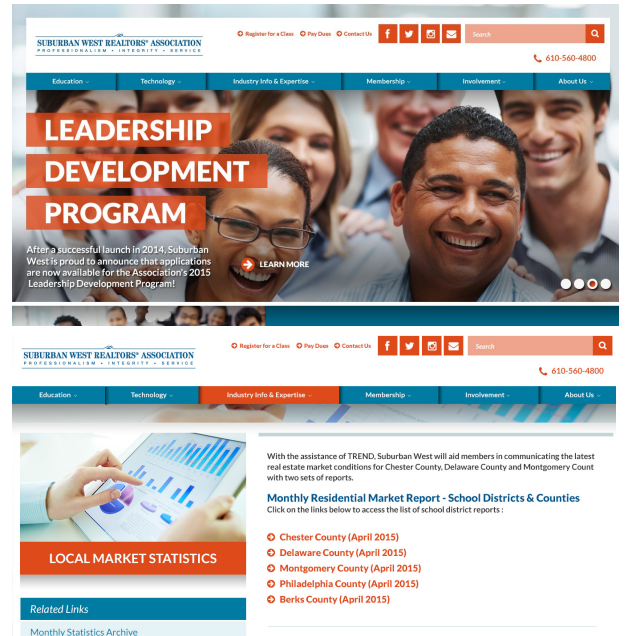 SUBURBAN WEST REALTORS® ASSOCIATION
PROFESSIONALISM • INTEGRITY • SERVICE
Register for a Class Pay Dues Contact Us
Search
610-560-4800
Education Technology Industry Info & Expertise Membership Involvement About Us
LEADERSHIP
DEVELOPMENT
PROGRAM
After a successful launch in 2014, Suburban
West is proud to announce that applications
are now available for the Association's 2015
Leadership Development Program!
LEARN MORE
SUBURBAN WEST REALTORS® ASSOCIATION
PROFESSIONALISM • INTEGRITY • SERVICE
Register for a Class Pay Dues Contact Us
Search
610-560-4800
Education Technology Industry Info & Expertise Membership Involvement About Us
LOCAL MARKET STATISTICS
Related Links
Monthly Statistics Archive
With the assistance of TREND, Suburban West will aid members in communicating the latest
real estate market conditions for Chester County, Delaware County and Montgomery Count
with two sets of reports.
Monthly Residential Market Report - School Districts & Counties
Click on the links below to access the list of school district reports :
Chester County (April 2015)
Delaware County (April 2015)
Montgomery County (April 2015)
Philadelphia County (April 2015)
Berks County (April 2015)